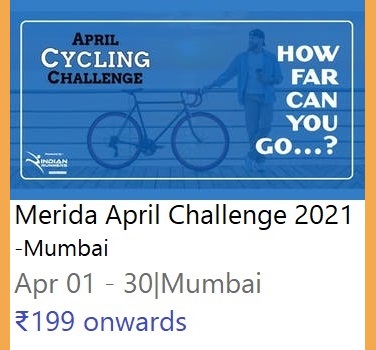 APRIL
CYCLING
CHALLENGE
HOW
FAR
CAN
YOU
GO...?
INDIAN
RUNNERS
Merida April Challenge 2021
-Mumbai
Apr 01 - 30|Mumbai
₹199 onwards